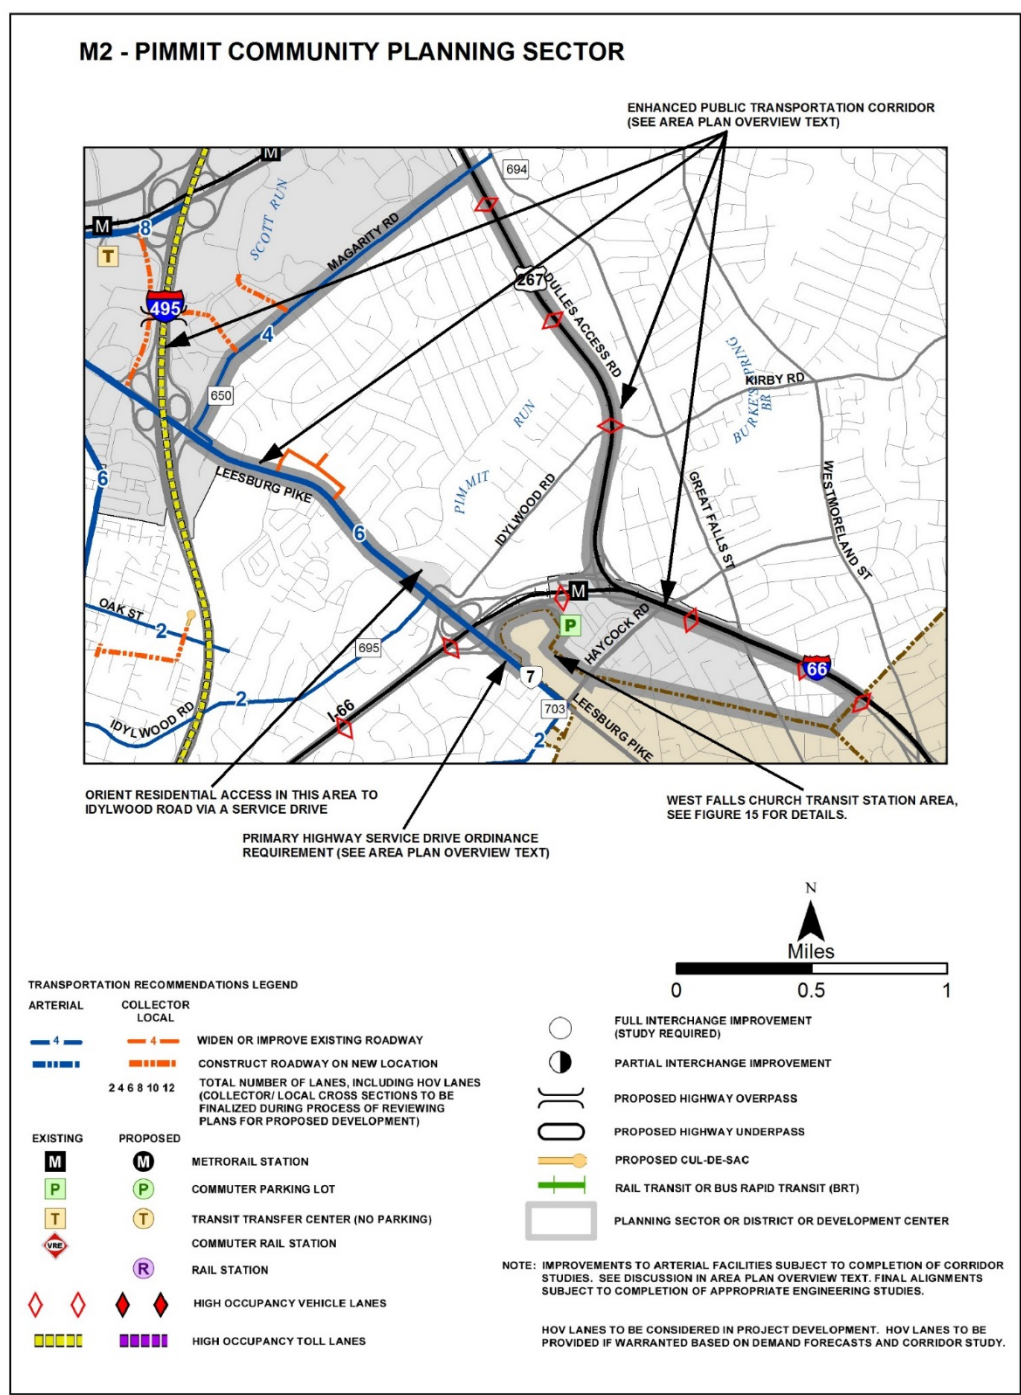 M2 - PIMMIT COMMUNITY PLANNING SECTOR
ENHANCED PUBLIC TRANSPORTATION CORRIDOR
(SEE AREA PLAN OVERVIEW TEXT)
M
694
SCOTT RUN
M
8
T
MAGARITY RD
267
DULLES ACCESS RD
495
4
BURKE'S SPRING
BR
KIRBY RD
650
RUN
PIMMIT
LEESBURG PIKE
6
IDYLWOOD RD
GREAT FALLS ST
WESTMORELAND ST
6
M
OAK ST
2
P
HAYCOCK RD
695
66
7
2
IDYLWOOD RD
I-66
703
LEESBURG PIKE
2
ORIENT RESIDENTIAL ACCESS IN THIS AREA TO
IDYLWOOD ROAD VIA A SERVICE DRIVE
WEST FALLS CHURCH TRANSIT STATION AREA,
SEE FIGURE 15 FOR DETAILS.
PRIMARY HIGHWAY SERVICE DRIVE ORDINANCE
REQUIREMENT (SEE AREA PLAN OVERVIEW TEXT)
N
Miles
0 0.5 1
TRANSPORTATION RECOMMENDATIONS LEGEND
ARTERIAL COLLECTOR
LOCAL
4 4 WIDEN OR IMPROVE EXISTING ROADWAY
CONSTRUCT ROADWAY ON NEW LOCATION
2 4 6 8 10 12 TOTAL NUMBER OF LANES, INCLUDING HOV LANES
(COLLECTOR/ LOCAL CROSS SECTIONS TO BE
FINALIZED DURING PROCESS OF REVIEWING
PLANS FOR PROPOSED DEVELOPMENT)
EXISTING PROPOSED
M M METRORAIL STATION
P P COMMUTER PARKING LOT
T T TRANSIT TRANSFER CENTER (NO PARKING)
VRE COMMUTER RAIL STATION
R RAIL STATION
HIGH OCCUPANCY VEHICLE LANES
HIGH OCCUPANCY TOLL LANES
FULL INTERCHANGE IMPROVEMENT
(STUDY REQUIRED)
PARTIAL INTERCHANGE IMPROVEMENT
PROPOSED HIGHWAY OVERPASS
PROPOSED HIGHWAY UNDERPASS
PROPOSED CUL-DE-SAC
RAIL TRANSIT OR BUS RAPID TRANSIT (BRT)
PLANNING SECTOR OR DISTRICT OR DEVELOPMENT CENTER
NOTE: IMPROVEMENTS TO ARTERIAL FACILITIES SUBJECT TO COMPLETION OF CORRIDOR
STUDIES. SEE DISCUSSION IN AREA PLAN OVERVIEW TEXT. FINAL ALIGNMENTS
SUBJECT TO COMPLETION OF APPROPRIATE ENGINEERING STUDIES.
HOV LANES TO BE CONSIDERED IN PROJECT DEVELOPMENT. HOV LANES TO BE
PROVIDED IF WARRANTED BASED ON DEMAND FORECASTS AND CORRIDOR STUDY.